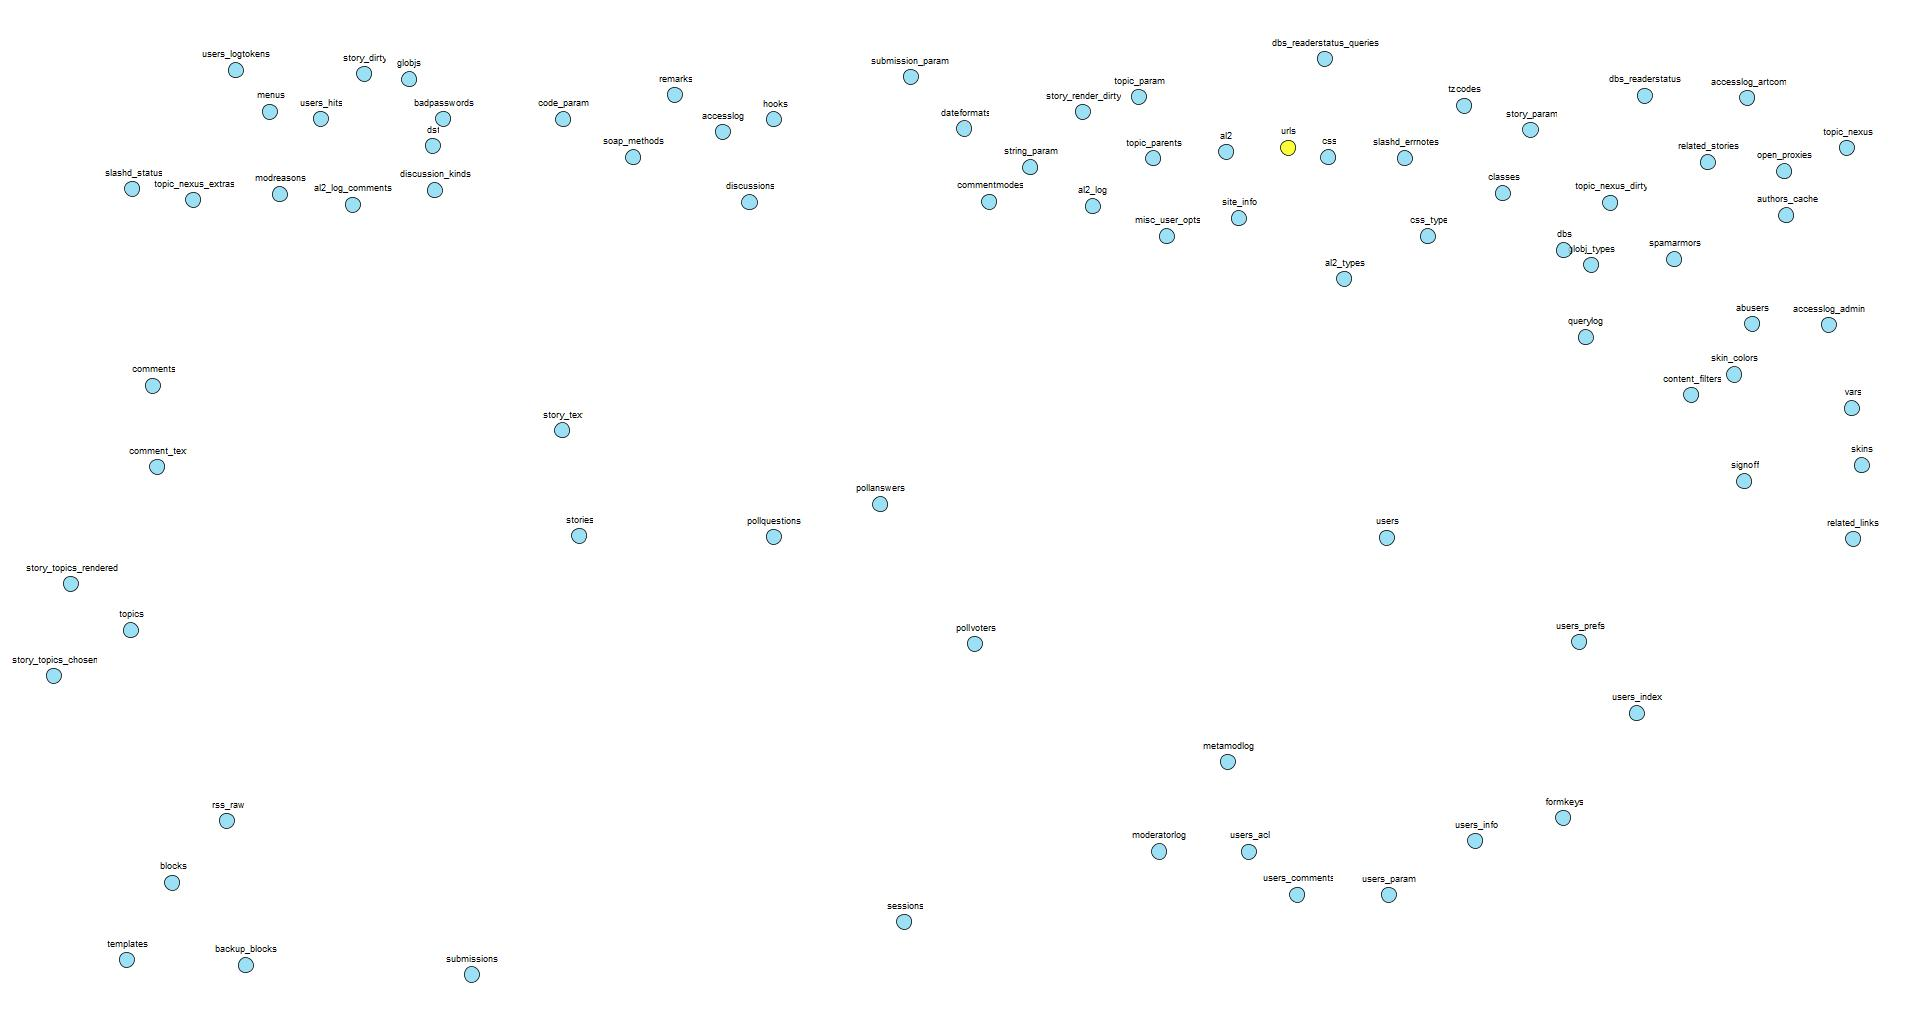 dbs_readerstatus_queries
users_logtokens
story_dirty
globjs
submission_param
remarks
topic_param
dbs_readerstatus
accesslog_artcom
tzcodes
menus
users_hits
badpasswords
code_param
hooks
story_render_dirty
accesslog
dateformats
story_param
dst
urls
topic_nexus
al2
soap_methods
topic_parents
css
slashd_errnotes
related_stories
string_param
open_proxies
slashd_status
discussion_kinds
modreasons
classes
topic_nexus_extras
al2_log_comments
discussions
commentmodes
al2_log
topic_nexus_dirty
authors_cache
site_info
misc_user_opts
css_type
dbs
globj_types
spamarmors
al2_types
abusers
accesslog_admin
querylog
skin_colors
comments
content_filters
vars
story_tex
comment_tex
skins
signoff
pollanswers
stories
pollquestions
users
related_links
story_topics_rendered
topics
pollvoters
users_prefs
story_topics_chosen
users_index
metamodlog
rss_raw
formkeys
users_info
moderatorlog
users_acl
blocks
users_comments
users_param
sessions
templates
backup_blocks
submissions